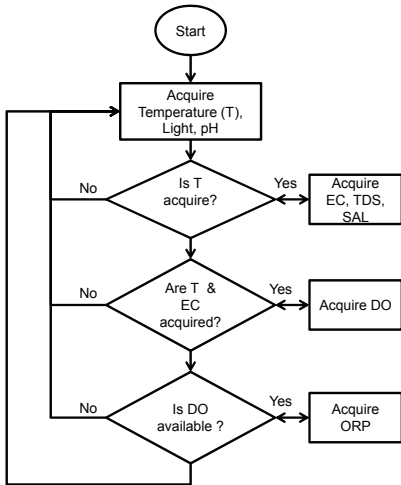 Start
Acquire
Temperature (T),
Light, pH
Is T
acquire?
No
Yes
Acquire
EC, TDS,
SAL
Are T & 
EC
acquired?
No
Yes
Acquire DO
Is DO
available ?
No
Yes
Acquire
ORP